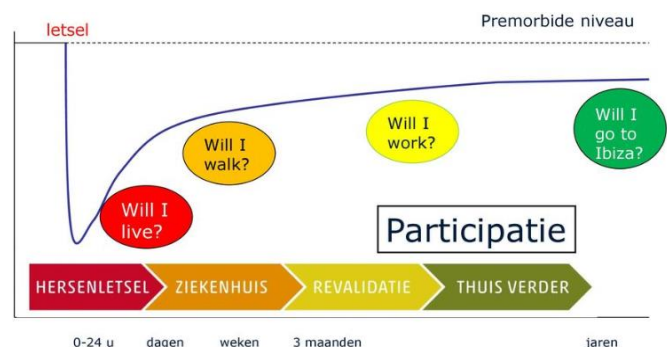 letsel
Premorbide niveau
Will I
walk?
Will I
work?
Will I
go to
Ibiza?
Will I
live?
Participatie
HERSENLETSEL
ZIEKENHUIS
REVALIDATIE
THUIS VERDER
0-24 u
dagen
weken
3 maanden
jaren